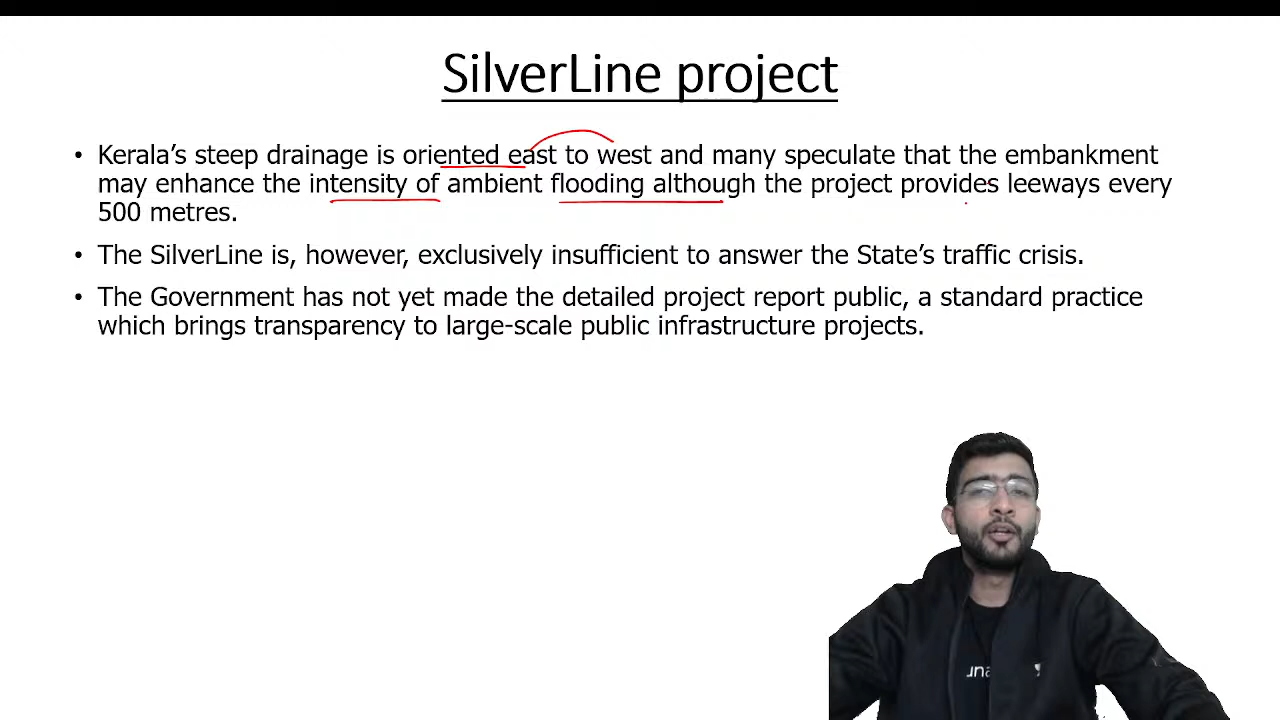 SilverLine project
• Kerala's steep drainage is oriented east to west and many speculate that the embankment
may enhance the intensity of ambient flooding although the project provides leeways every
500 metres.
• The SilverLine is, however, exclusively insufficient to answer the State's traffic crisis.
• The Government has not yet made the detailed project report public, a standard practice
which brings transparency to large-scale public infrastructure projects.